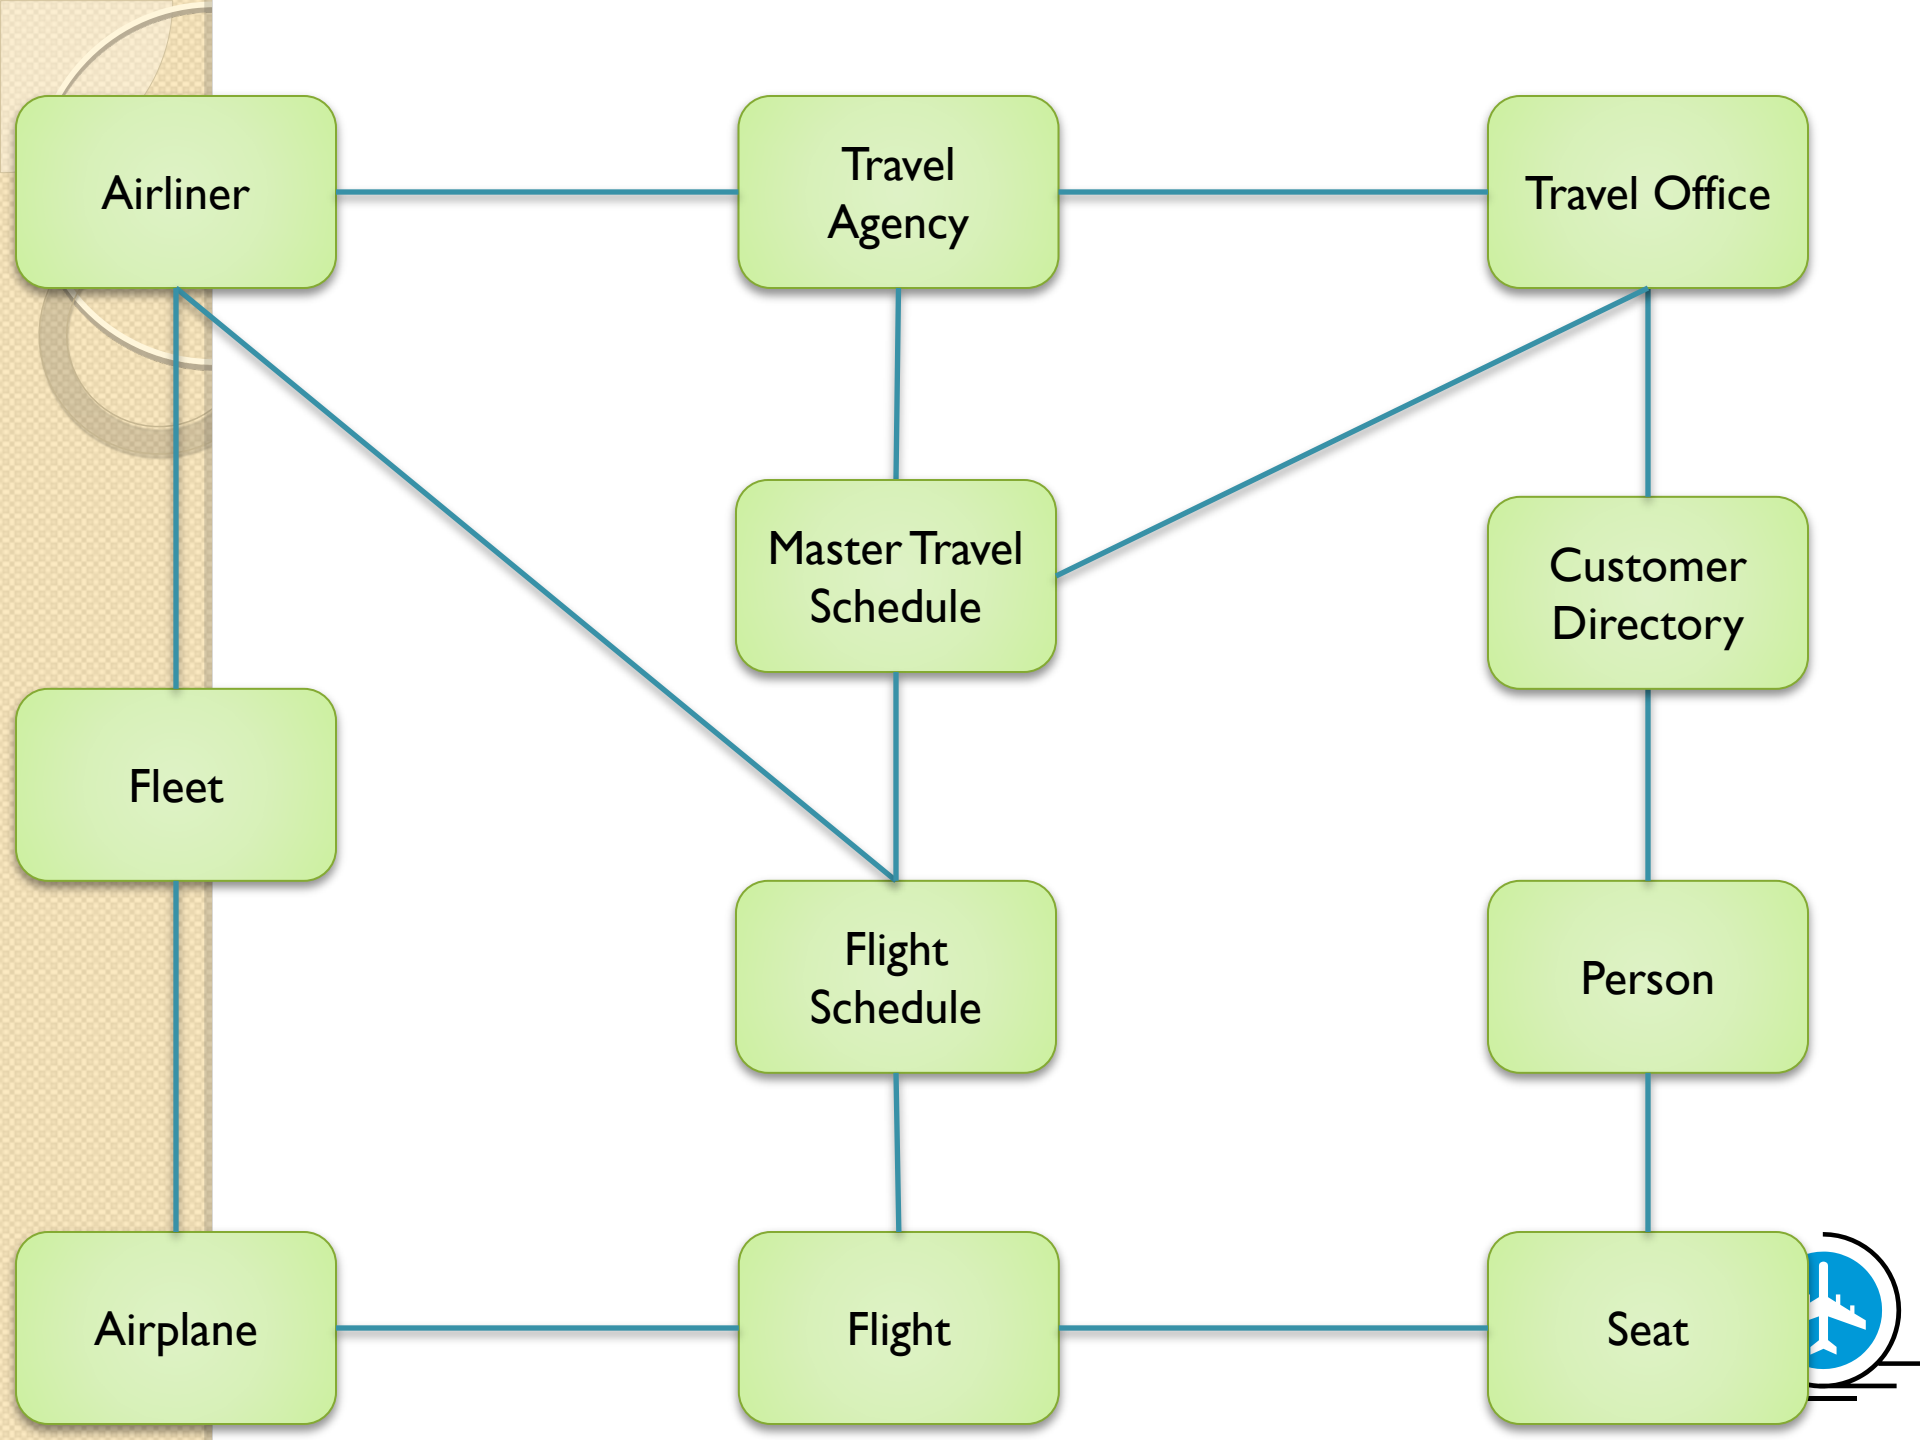 Airliner
Travel
Agency
Travel Office
Master Travel
Schedule
Customer
Directory
Fleet
Flight
Schedule
Person
Airplane
Flight
Seat